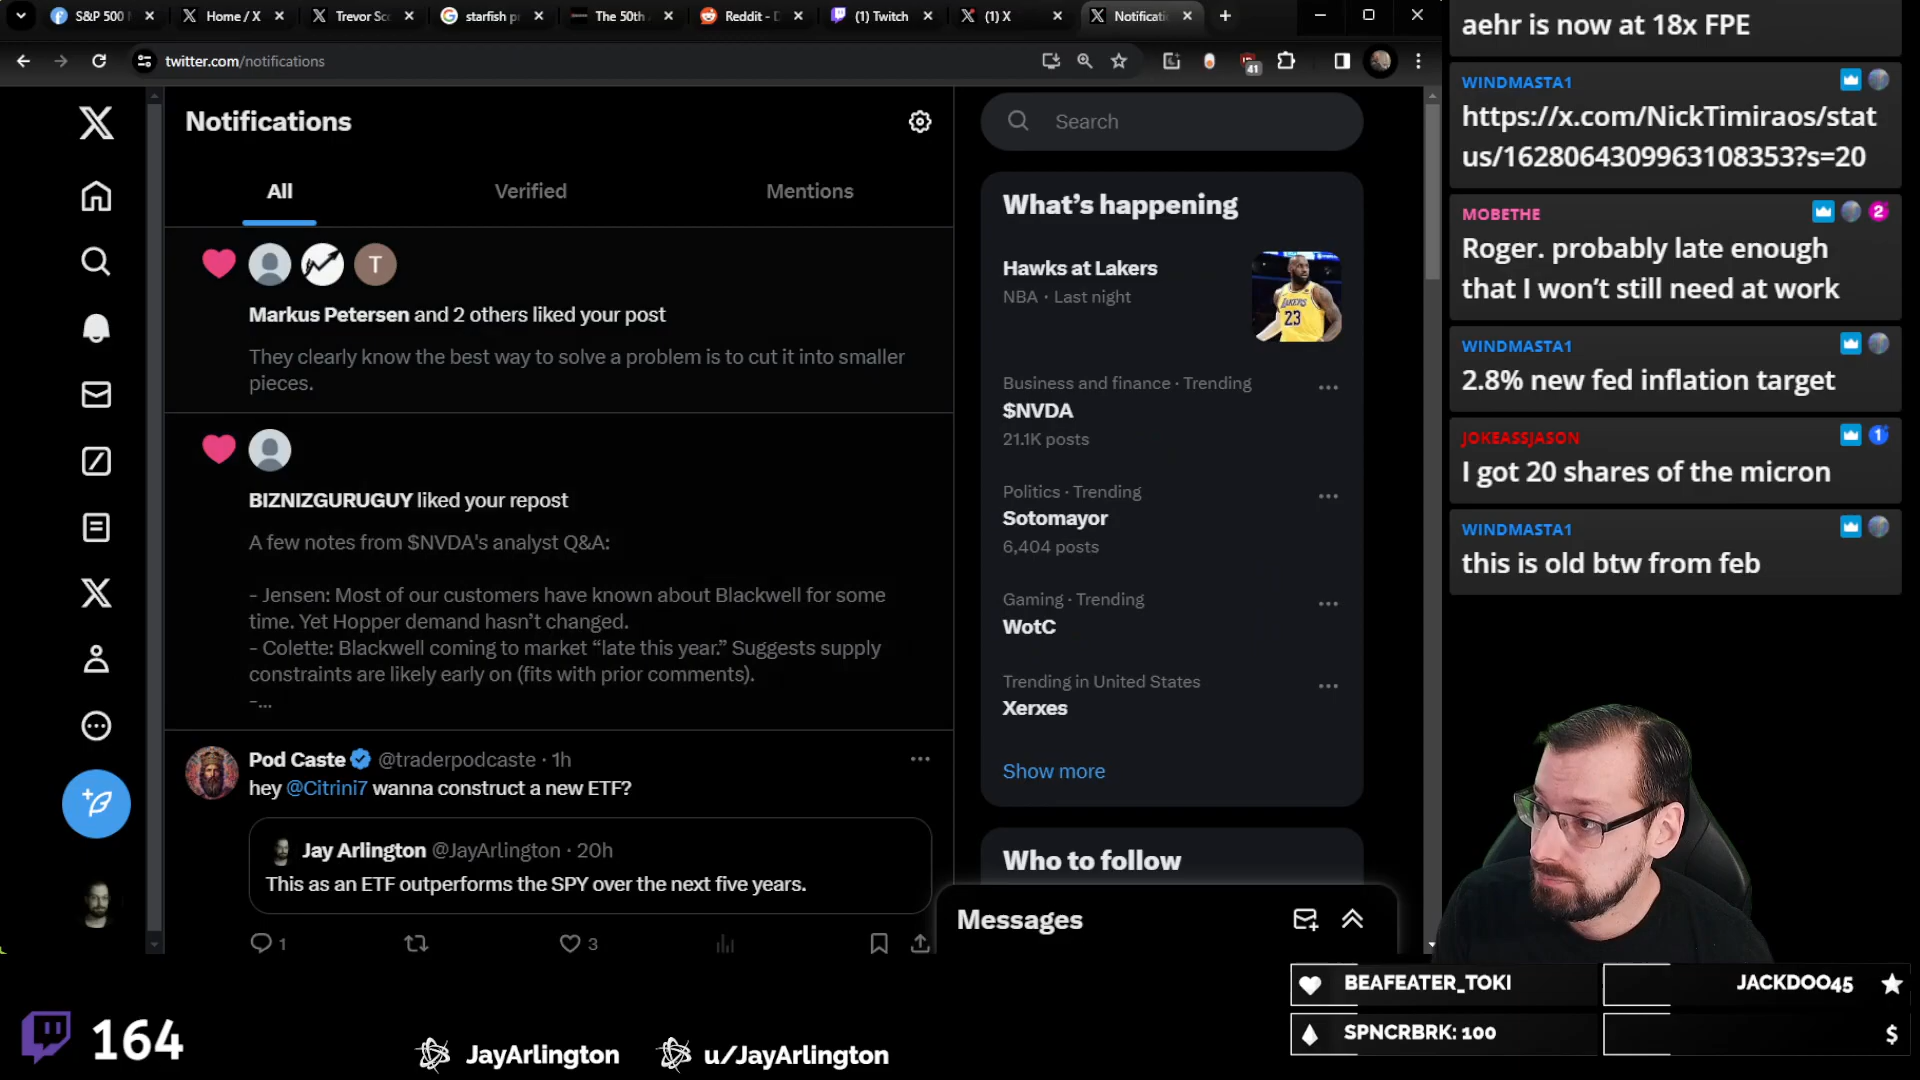 S&P 500 M
Home / X
Trevor Sc
starfish p
The 50th
Reddit - D
(1) Twitch
(1) X
Notificati
twitter.com/notifications
41
Notifications
All
Verified
Mentions
T
Markus Petersen and 2 others liked your post
They clearly know the best way to solve a problem is to cut it into smaller
pieces.
BIZNIZGURUGUY liked your repost
A few notes from $NVDA's analyst Q&A:
- Jensen: Most of our customers have known about Blackwell for some
time. Yet Hopper demand hasn't changed.
- Colette: Blackwell coming to market “late this year.” Suggests supply
constraints are likely early on (fits with prior comments).
-...
Pod Caste @traderpodcaste · 1h
hey @Citrini7 wanna construct a new ETF?
Jay Arlington @JayArlington · 20h
This as an ETF outperforms the SPY over the next five years.
1
3
Search
What's happening
Hawks at Lakers
NBA · Last night
LAKERS
23
Business and finance · Trending
$NVDA
21.1K posts
Politics · Trending
Sotomayor
6,404 posts
Gaming · Trending
WotC
Trending in United States
Xerxes
Show more
Who to follow
Messages
aehr is now at 18x FPE
WINDMASTA1
https://x.com/NickTimiraos/stat
us/1628064309963108353?s=20
MOBETHE
2
Roger. probably late enough
that I won't still need at work
WINDMASTA1
2.8% new fed inflation target
JOKEASSJASON
1
I got 20 shares of the micron
WINDMASTA1
this is old btw from feb
164
JayArlington
u/JayArlington
BEAFEATER_TOKI
JACKDOO45
SPNCRBRK: 100
$